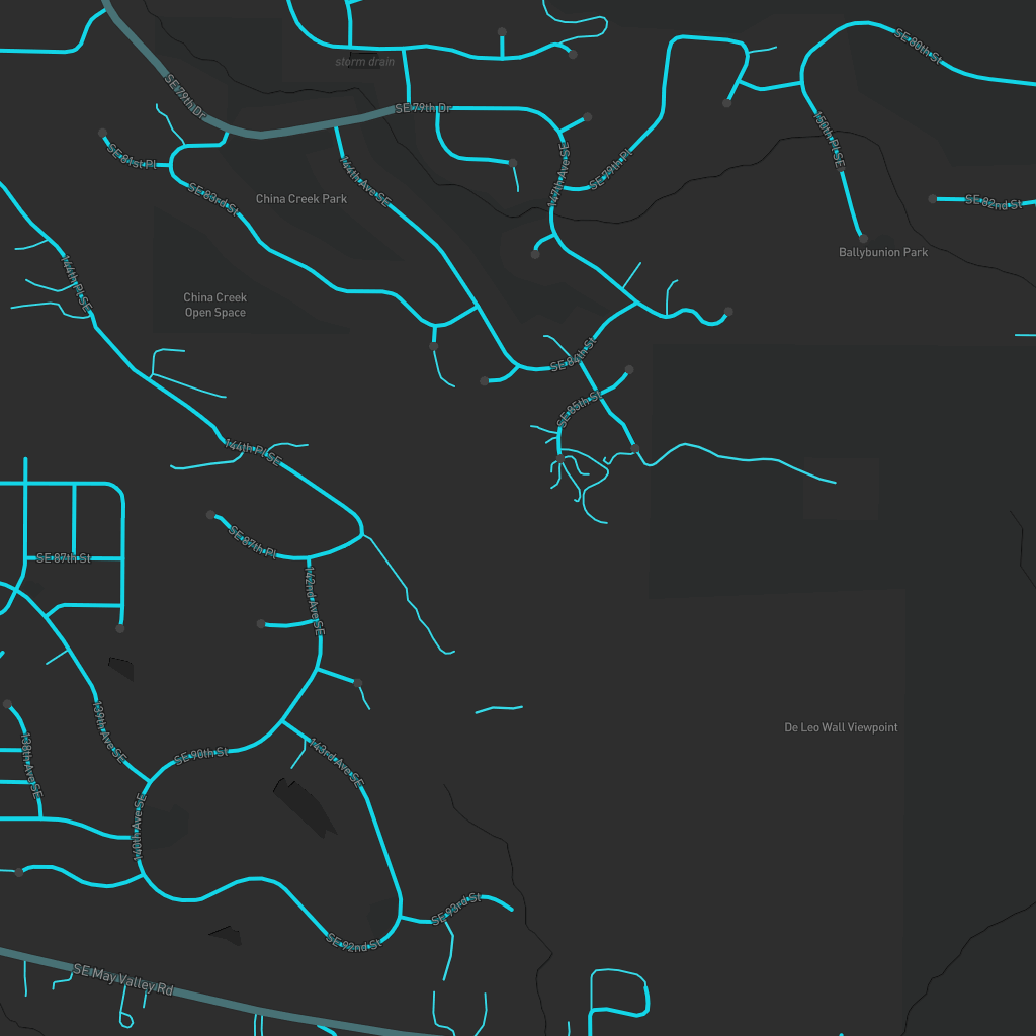 SE 80th St
storm drain
SE 79th Dr
SE 79th Dr
150th Pl SE
SE 81st Pl
144th Ave SE
147th Ave SE
SE 79th Pl
SE 83rd St
China Creek Park
SE 82nd St
Ballybunion Park
144th Pl SE
China Creek
Open Space
SE 84th St
SE 85th St
144th Pl SE
SE 87th Pl
SE 87th St
142nd Ave SE
139th Ave SE
De Leo Wall Viewpoint
138th Ave SE
SE 90th St
143rd Ave SE
140th Ave SE
SE 93rd St
SE 92nd St
SE May Valley Rd